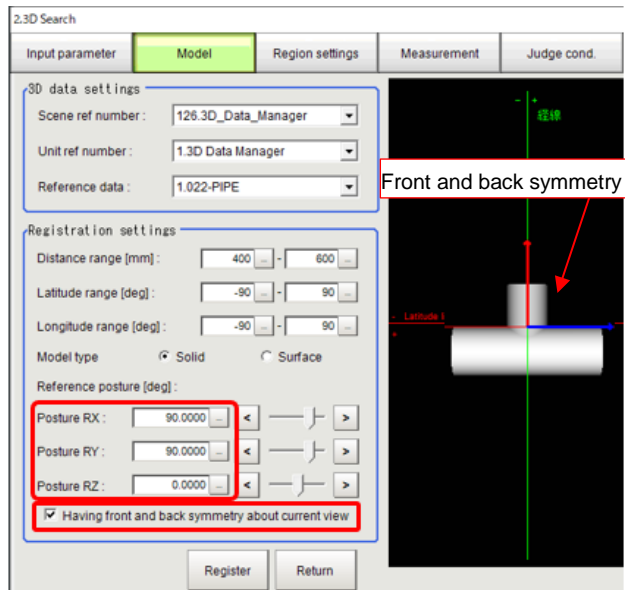 2.3D Search
Input parameter
Model
Region settings
Measurement
Judge cond.
3D data settings
Scene ref number :
126.3D_Data_Manager
Unit ref number :
1.3D Data Manager
Reference data :
1.022-PIPE
Registration settings
Distance range [mm] :
400 ... - 600 ...
Latitude range [deg] :
-90 ... - 90 ...
Longitude range [deg] :
-90 ... - 90 ...
Model type
Solid
Surface
Reference posture [deg] :
Posture RX :
90.0000 ... < >
Posture RY :
90.0000 ... < >
Posture RZ :
0.0000 ... < >
Having front and back symmetry about current view
Register
Return
- +
経線
Front and back symmetry
- Latitude
+